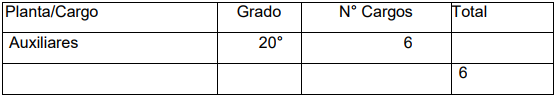 Planta/Cargo Grado N° Cargos Total
Auxiliares 20° 6
6